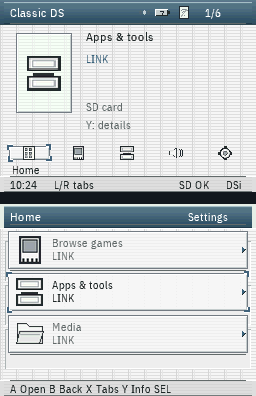 Classic DS 1/6
Apps & tools
LINK
SD card
Y: details
Home
10:24 L/R tabs SD OK DSi
Home Settings
Browse games
LINK
Apps & tools
LINK
Media
LINK
A Open B Back X Tabs Y Info SEL